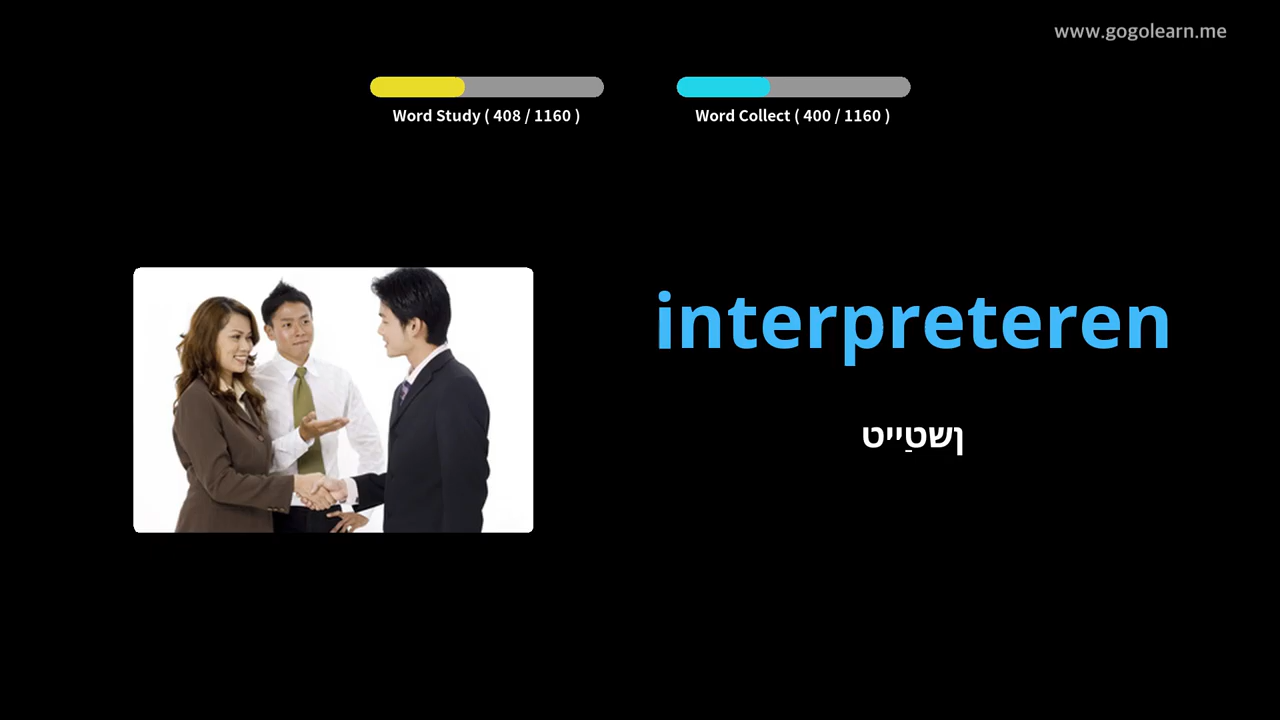 www.gogolearn.me
Word Study ( 408 / 1160 )
Word Collect ( 400 / 1160 )
interpreteren
ןשטַייט